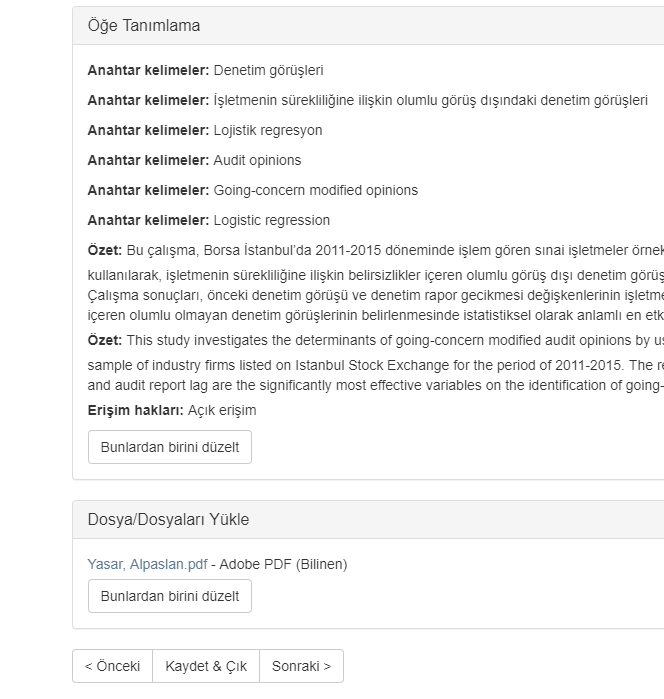 Öğe Tanımlama
Anahtar kelimeler: Denetim görüşleri
Anahtar kelimeler: İşletmenin sürekliliğine ilişkin olumlu görüş dışındaki denetim görüşleri
Anahtar kelimeler: Lojistik regresyon
Anahtar kelimeler: Audit opinions
Anahtar kelimeler: Going-concern modified opinions
Anahtar kelimeler: Logistic regression
Özet: Bu çalışma, Borsa İstanbul'da 2011-2015 döneminde işlem gören sınai işletmeler örnek
kullanılarak, işletmenin sürekliliğine ilişkin belirsizlikler içeren olumlu görüş dışı denetim görüş
Çalışma sonuçları, önceki denetim görüşü ve denetim rapor gecikmesi değişkenlerinin işletme
içeren olumlu olmayan denetim görüşlerinin belirlenmesinde istatistiksel olarak anlamlı en etk
Özet: This study investigates the determinants of going-concern modified audit opinions by us
sample of industry firms listed on Istanbul Stock Exchange for the period of 2011-2015. The re
and audit report lag are the significantly most effective variables on the identification of going-
Erişim hakları: Açık erişim
Bunlardan birini düzelt
Dosya/Dosyaları Yükle
Yasar, Alpaslan.pdf - Adobe PDF (Bilinen)
Bunlardan birini düzelt
< Önceki Kaydet & Çık Sonraki >